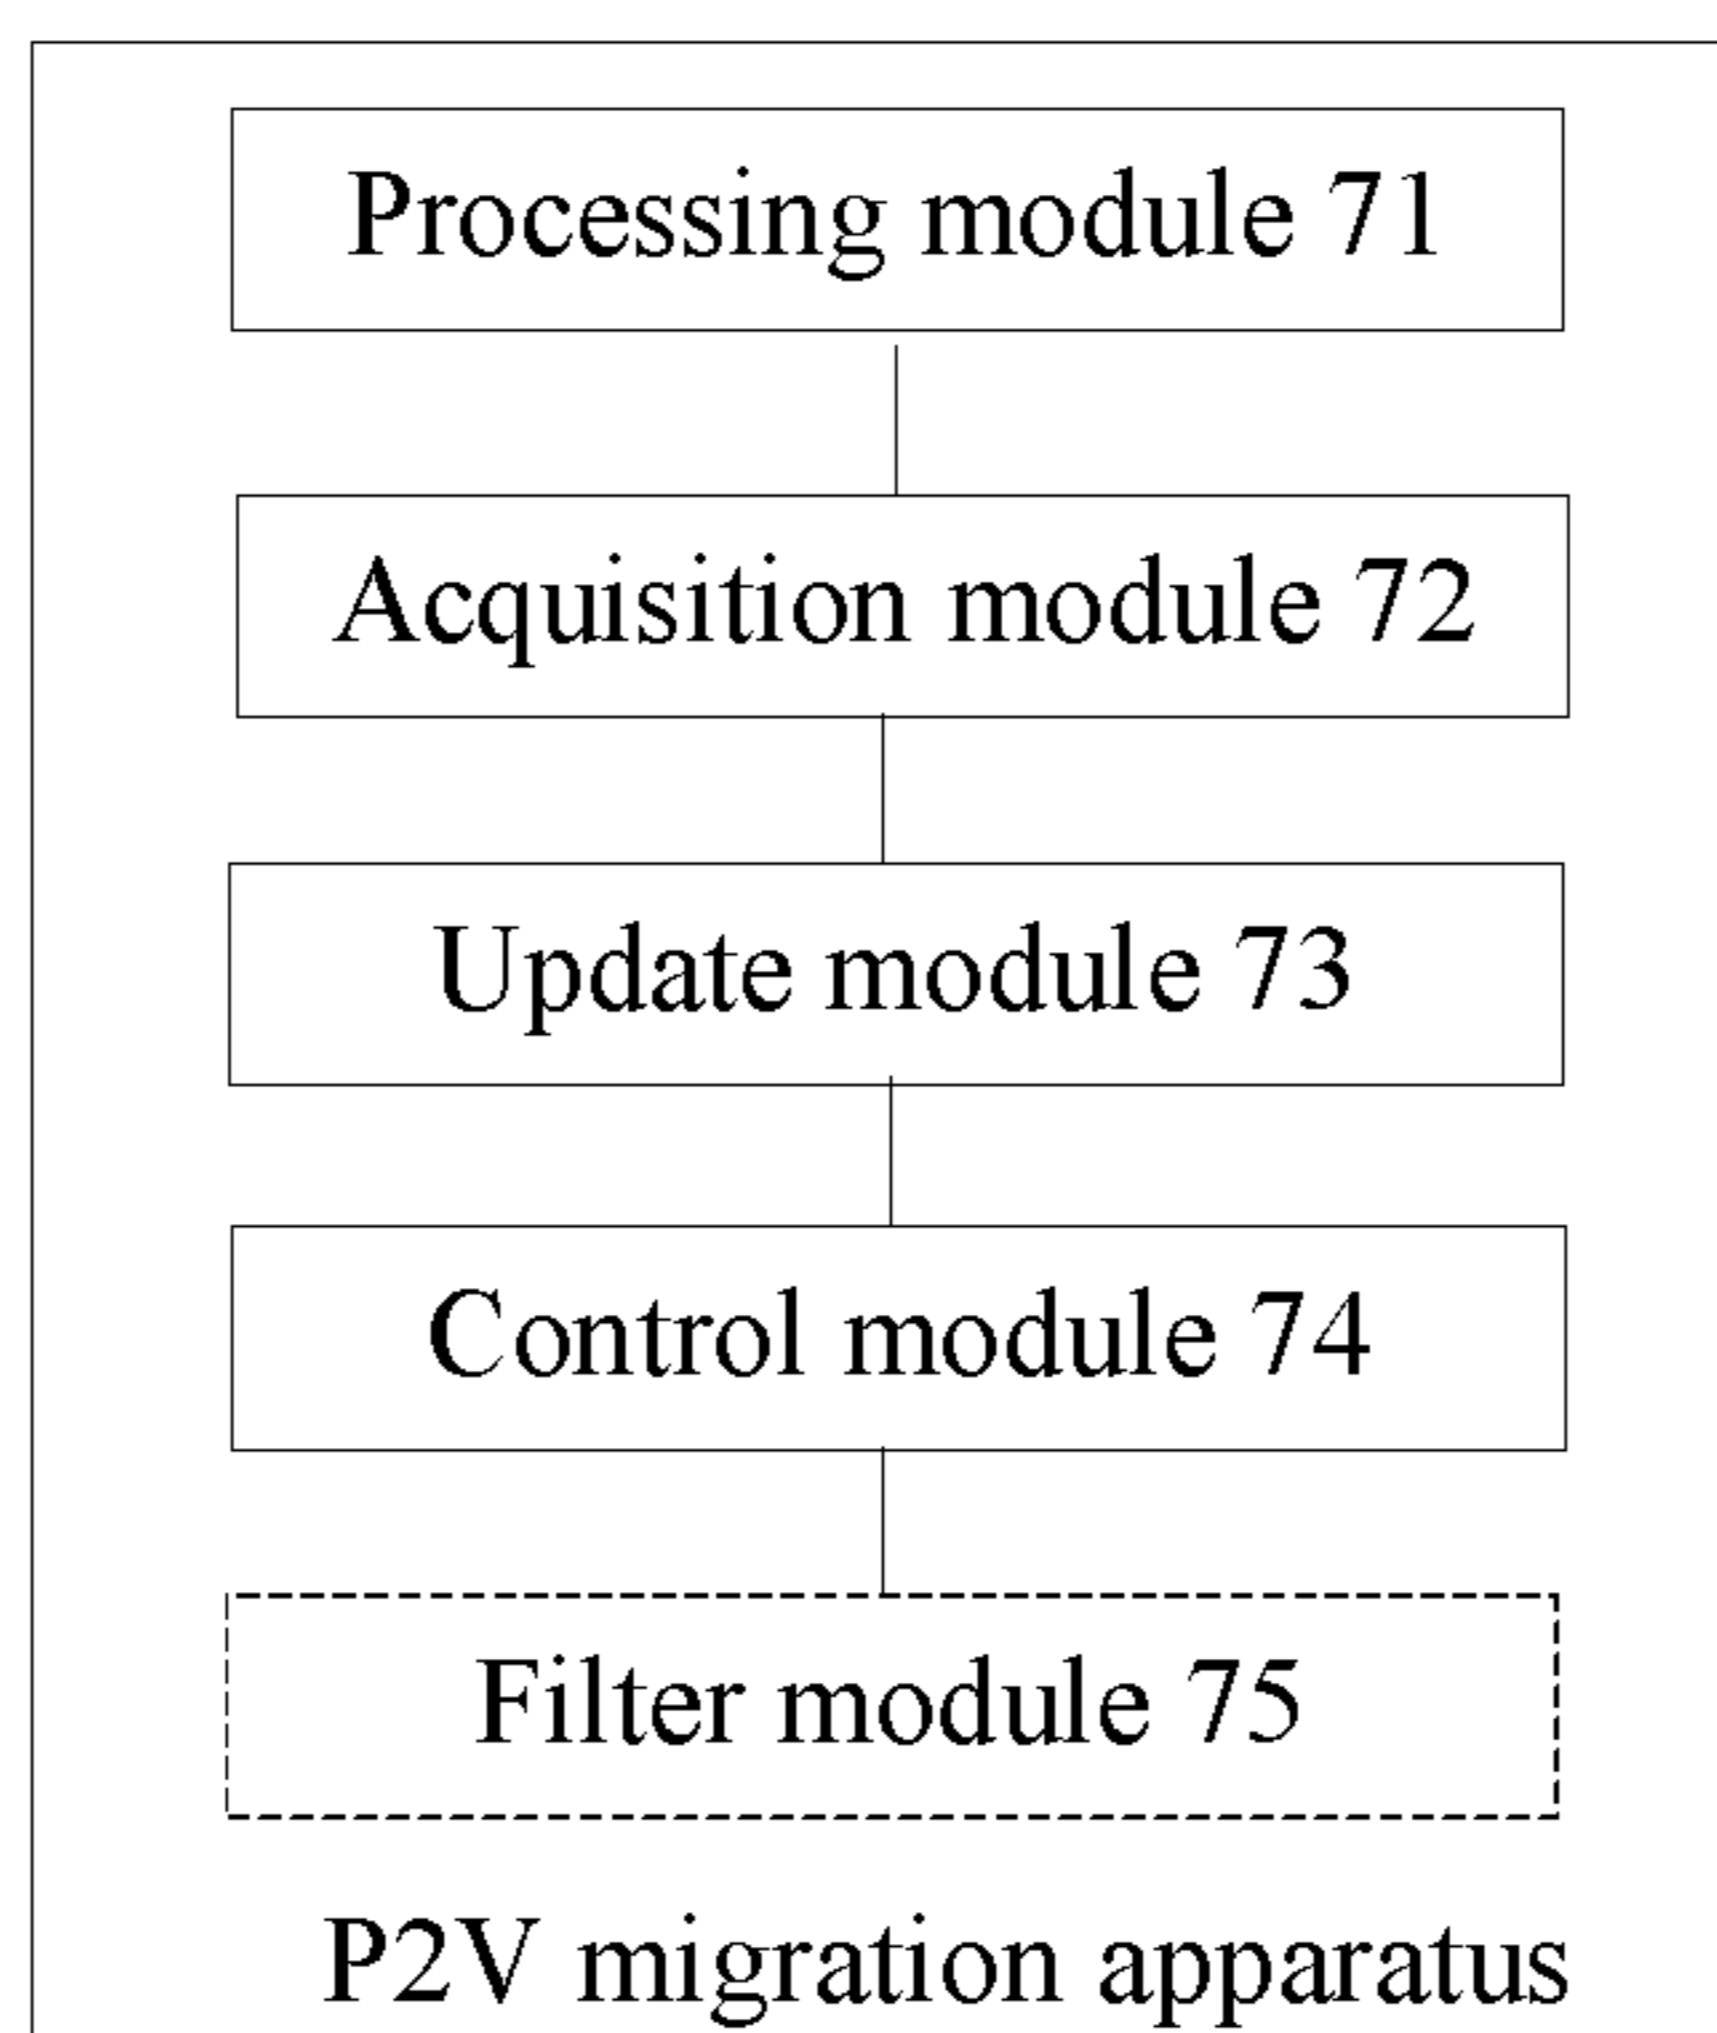 Processing module 71
Acquisition module 72
Update module 73
Control module 74
Filter module 75
P2V migration apparatus